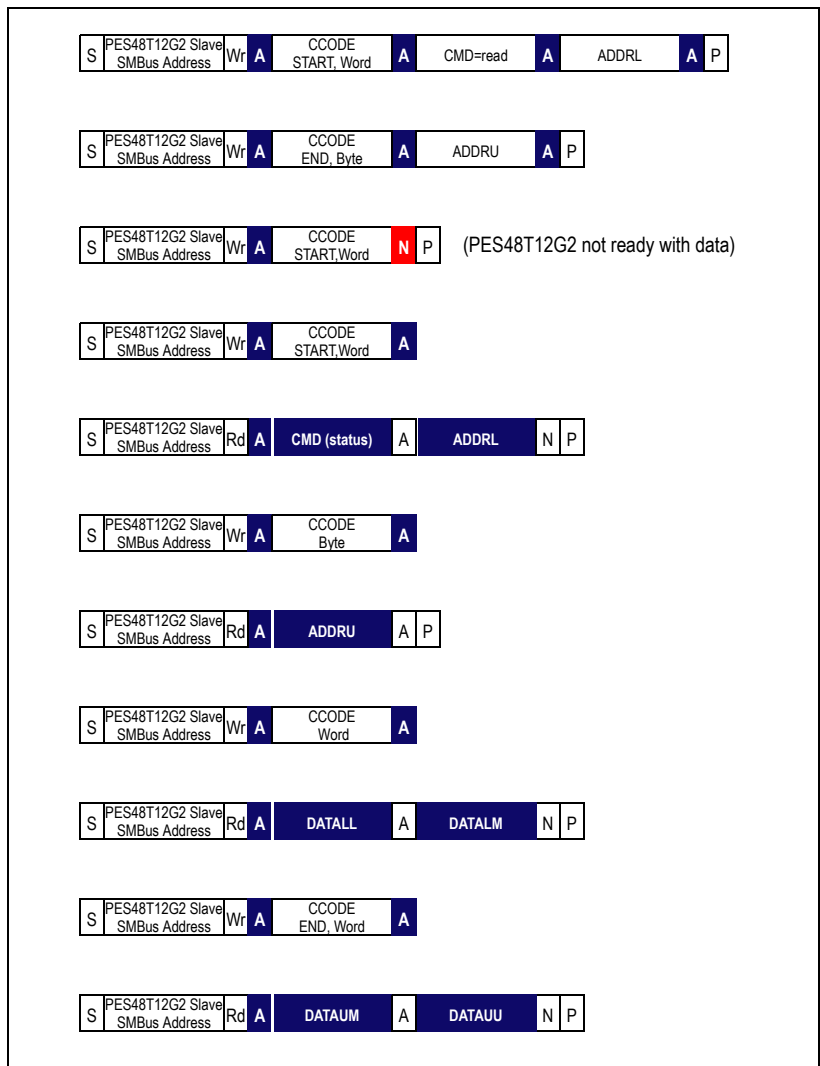 S PES48T12G2 Slave SMBus Address Wr A CCODE START, Word A CMD=read A ADDRL A P
S PES48T12G2 Slave SMBus Address Wr A CCODE END, Byte A ADDRU A P
S PES48T12G2 Slave SMBus Address Wr A CCODE START,Word N P (PES48T12G2 not ready with data)
S PES48T12G2 Slave SMBus Address Wr A CCODE START,Word A
S PES48T12G2 Slave SMBus Address Rd A CMD (status) A ADDRL N P
S PES48T12G2 Slave SMBus Address Wr A CCODE Byte A
S PES48T12G2 Slave SMBus Address Rd A ADDRU A P
S PES48T12G2 Slave SMBus Address Wr A CCODE Word A
S PES48T12G2 Slave SMBus Address Rd A DATALL A DATALM N P
S PES48T12G2 Slave SMBus Address Wr A CCODE END, Word A
S PES48T12G2 Slave SMBus Address Rd A DATAUM A DATAUU N P